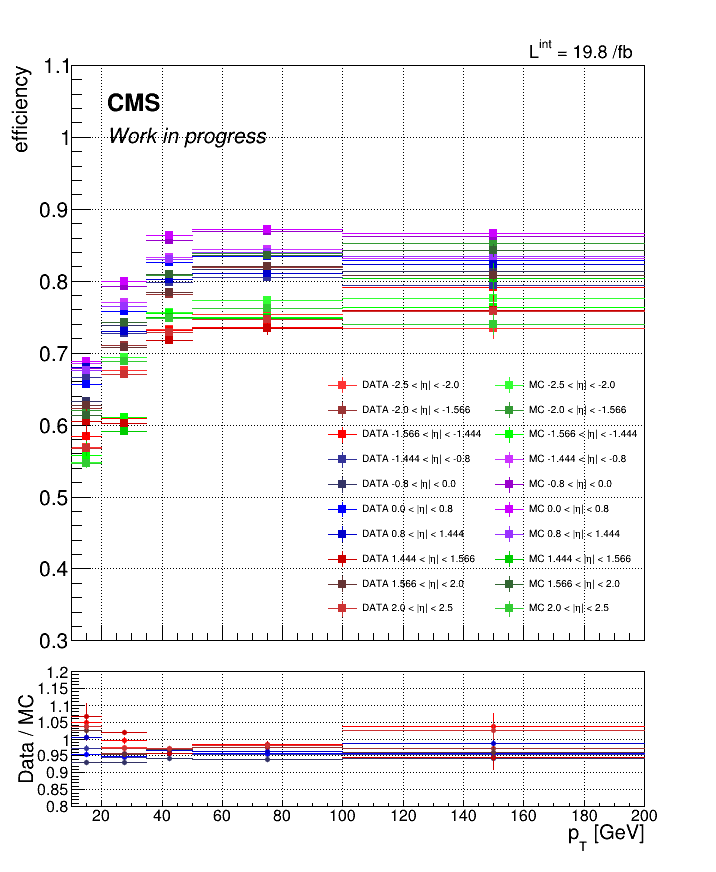 L^int = 19.8 /fb
efficiency
CMS
Work in progress
1.1
1
0.9
0.8
0.7
0.6
0.5
0.4
0.3
DATA -2.5 < |η| < -2.0
MC -2.5 < |η| < -2.0
DATA -2.0 < |η| < -1.566
MC -2.0 < |η| < -1.566
DATA -1.566 < |η| < -1.444
MC -1.566 < |η| < -1.444
DATA -1.444 < |η| < -0.8
MC -1.444 < |η| < -0.8
DATA -0.8 < |η| < 0.0
MC -0.8 < |η| < 0.0
DATA 0.0 < |η| < 0.8
MC 0.0 < |η| < 0.8
DATA 0.8 < |η| < 1.444
MC 0.8 < |η| < 1.444
DATA 1.444 < |η| < 1.566
MC 1.444 < |η| < 1.566
DATA 1.566 < |η| < 2.0
MC 1.566 < |η| < 2.0
DATA 2.0 < |η| < 2.5
MC 2.0 < |η| < 2.5
Data / MC
1.2
1.15
1.1
1.05
1
0.95
0.9
0.85
0.8
20 40 60 80 100 120 140 160 180 200
p_T [GeV]